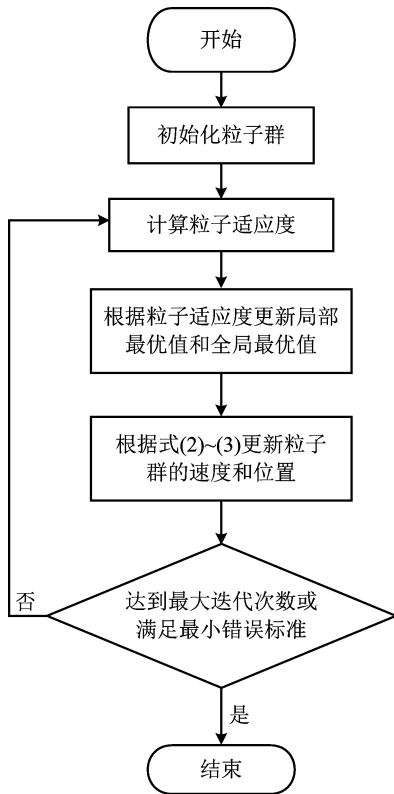 开始
初始化粒子群
计算粒子适应度
根据粒子适应度更新局部
最优值和全局最优值
根据式(2)~(3)更新粒子
群的速度和位置
达到最大迭代次数或
满足最小错误标准
否
是
结束